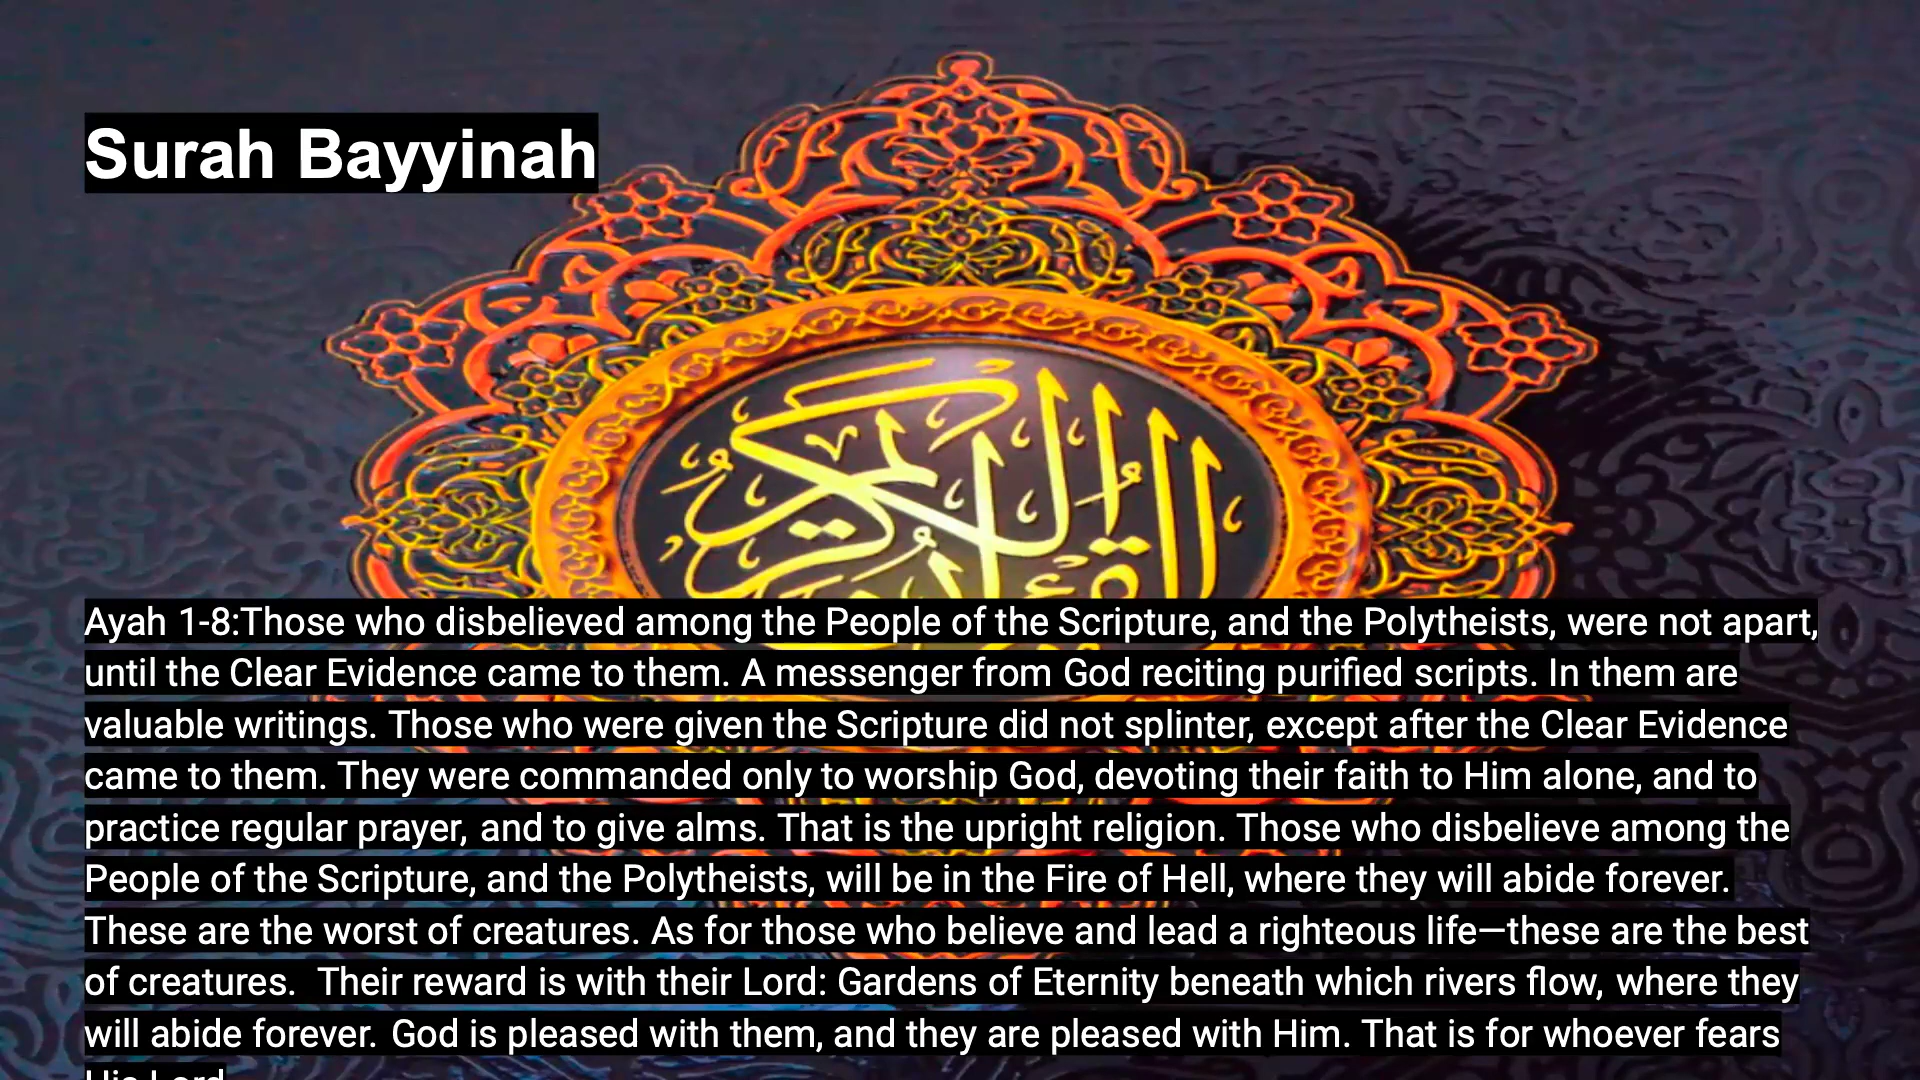 Surah Bayyinah
القرآن الكريم
Ayah 1-8:Those who disbelieved among the People of the Scripture, and the Polytheists, were not apart,
until the Clear Evidence came to them. A messenger from God reciting purified scripts. In them are
valuable writings. Those who were given the Scripture did not splinter, except after the Clear Evidence
came to them. They were commanded only to worship God, devoting their faith to Him alone, and to
practice regular prayer, and to give alms. That is the upright religion. Those who disbelieve among the
People of the Scripture, and the Polytheists, will be in the Fire of Hell, where they will abide forever.
These are the worst of creatures. As for those who believe and lead a righteous life—these are the best
of creatures.  Their reward is with their Lord: Gardens of Eternity beneath which rivers flow, where they
will abide forever. God is pleased with them, and they are pleased with Him. That is for whoever fears
His Lord